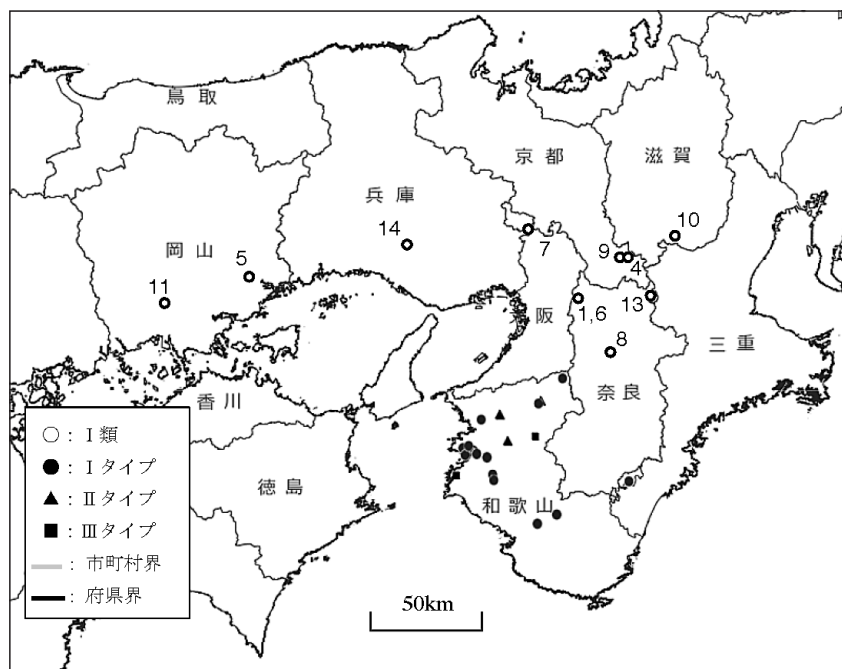 鳥取
京都
滋賀
兵庫
岡山
14
7
9
4
10
5
11
1,6
13
8
大阪
三重
奈良
香川
徳島
和歌山
○ : Ⅰ類
● : Ⅰタイプ
▲ : Ⅱタイプ
■ : Ⅲタイプ
: 市町村界
: 府県界
50km